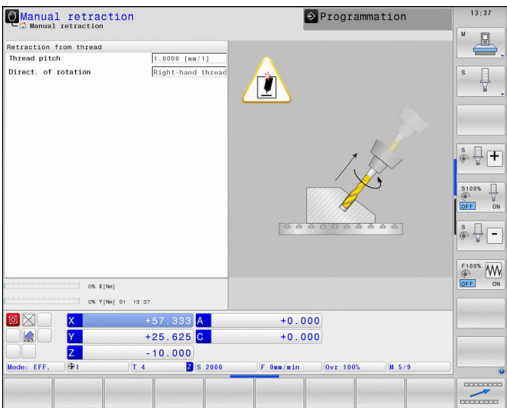 Manual retraction
Manual retraction
Programmation
13:37
Retraction from thread
Thread pitch 1.0000 [mm/1]
Direct. of rotation Right-hand thread
M
S
S
+
S100%
OFF ON
S
-
F100%
OFF ON
0% X[Nm]
0% Y[Nm] S1 13:37
X +57.333 A +0.000
Y +25.625 C +0.000
Z -10.000
Mode: EFF. 1 T 4 Z S 2000 F 0mm/min Ovr 100% M 5/9